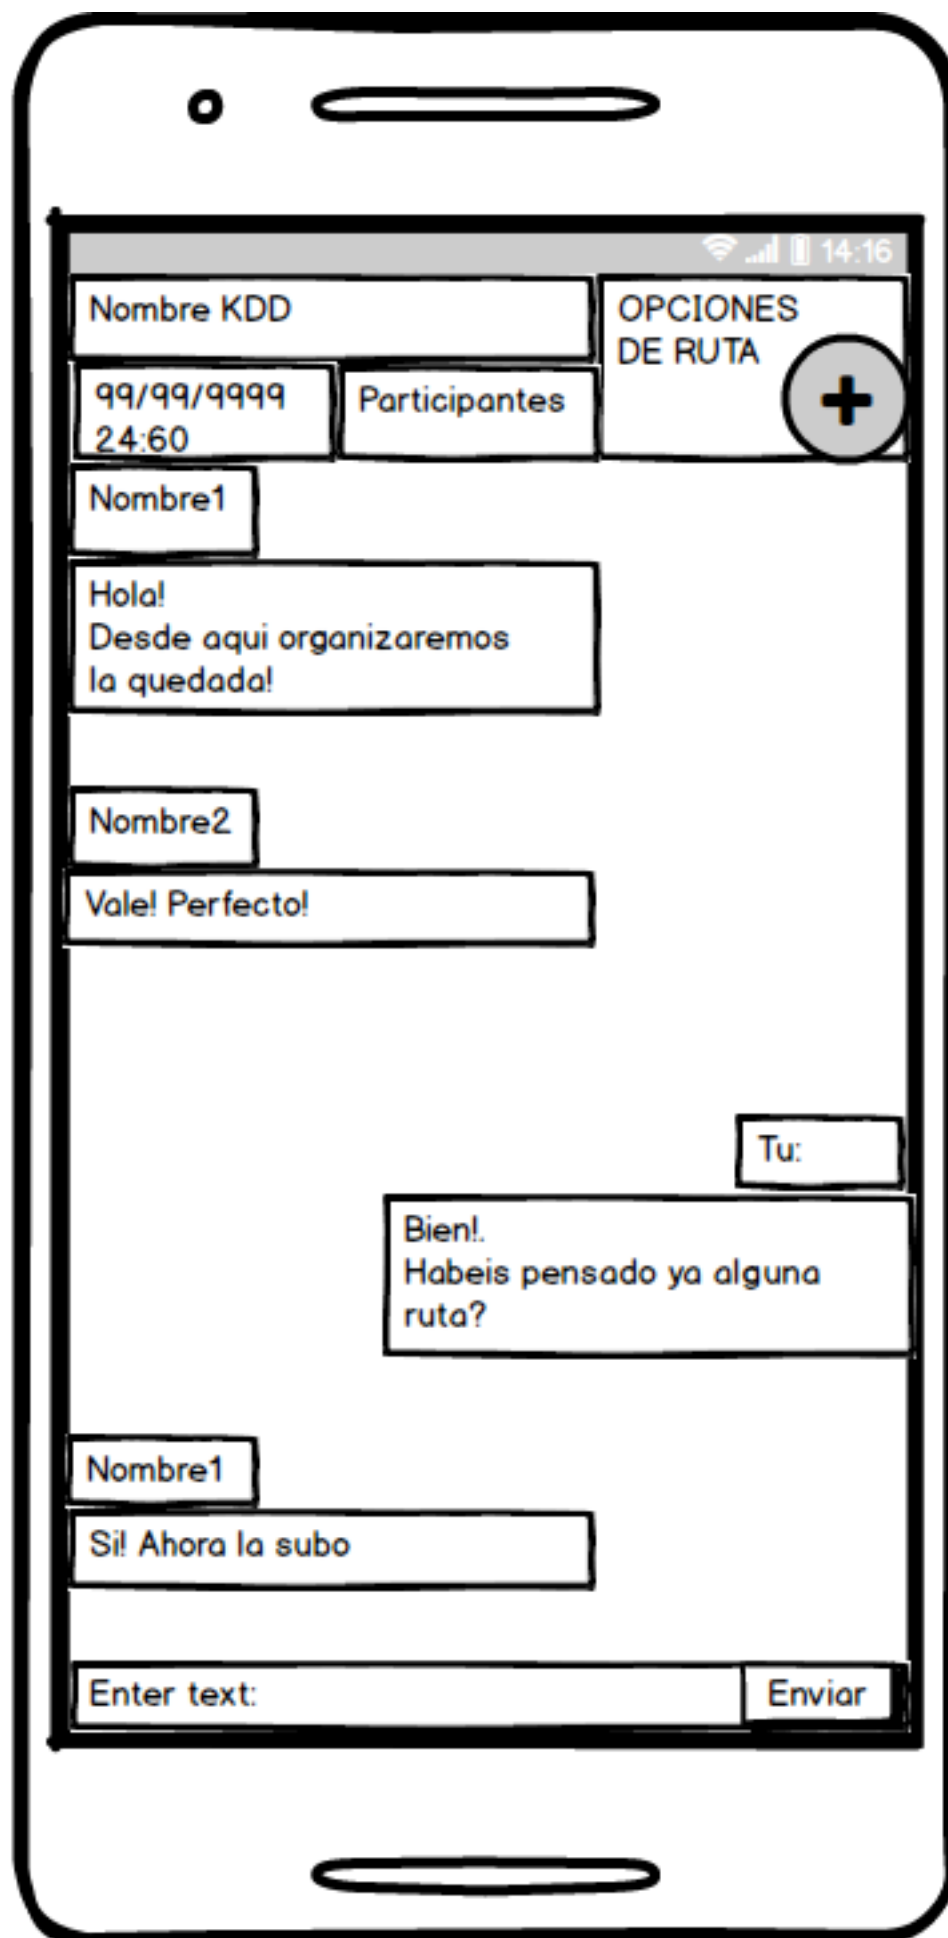 14:16
Nombre KDD
OPCIONES
DE RUTA
99/99/9999
24:60
Participantes
+
Nombre1
Hola!
Desde aqui organizaremos
la quedada!
Nombre2
Vale! Perfecto!
Tu:
Bien!.
Habeis pensado ya alguna
ruta?
Nombre1
Si! Ahora la subo
Enter text:
Enviar